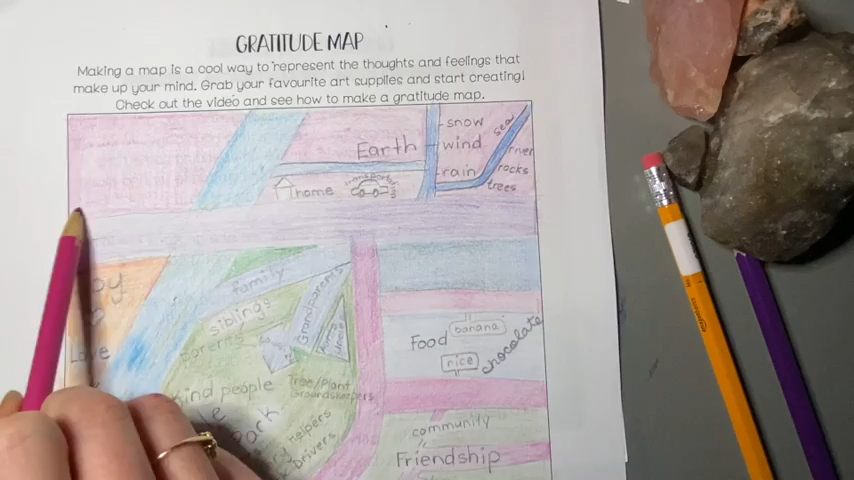 GRATITUDE MAP
Making a map is a cool way to represent the thoughts and feelings that
make up your mind. Grab your favourite art supplies and start creating!
Check out the video and see how to make a gratitude map.
snow
Earth
wind
sea
river
rain
rocks
trees
home
family
siblings
parents
Grandparents
Love
Food
banana
rice
chocolate
kind people
Tree/Plant
Groundskeepers
Park
Helpers
Drivers
community
Friendship